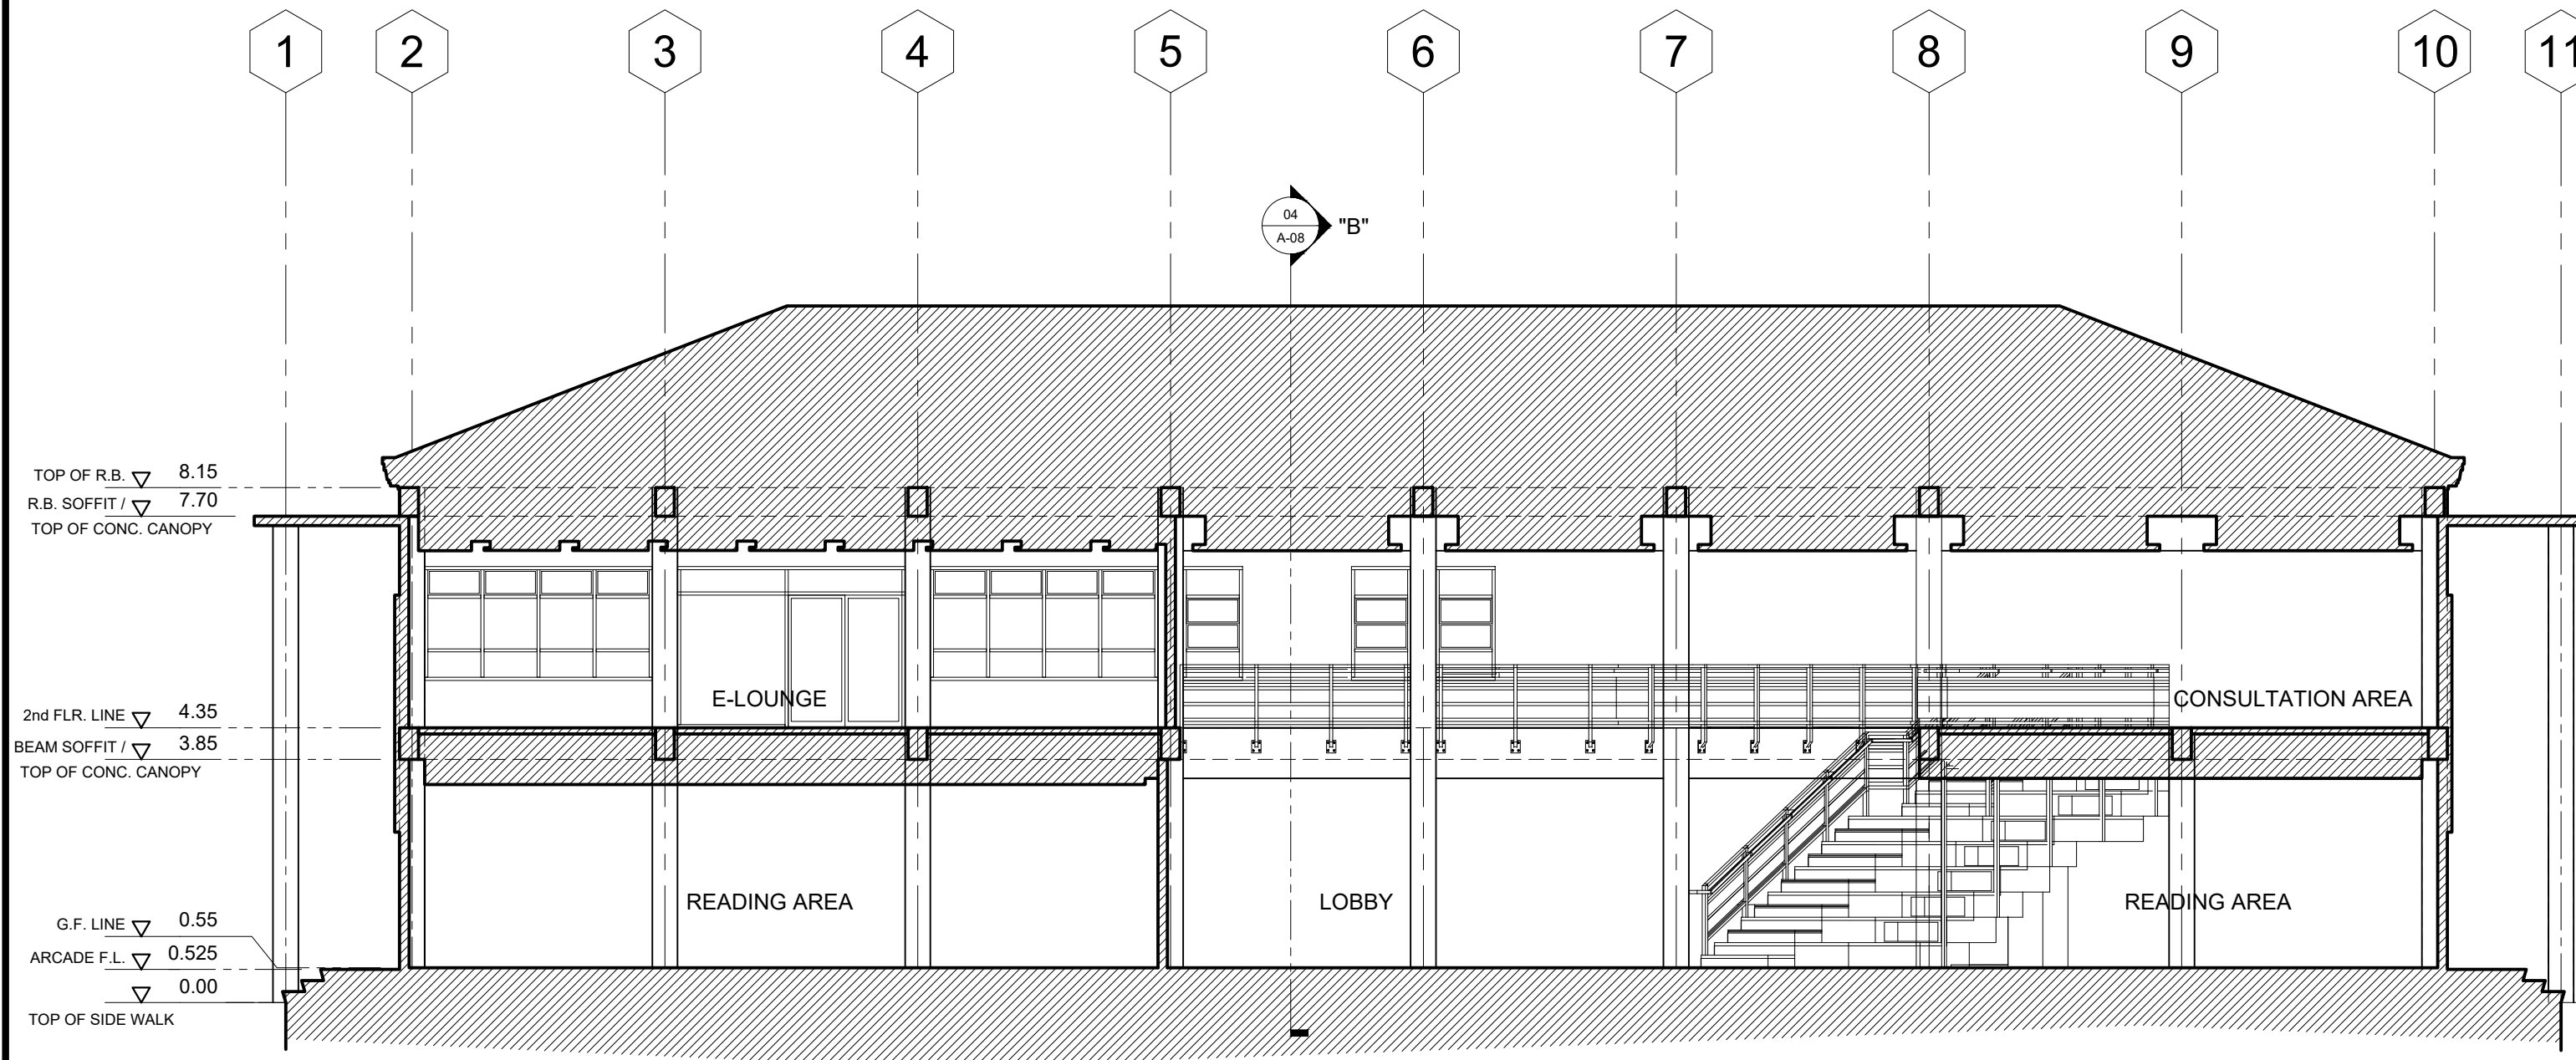 1 2 3 4 5 6 7 8 9 10 11
04
A-08
"B"
TOP OF R.B. 8.15
R.B. SOFFIT / 7.70
TOP OF CONC. CANOPY
E-LOUNGE
CONSULTATION AREA
2nd FLR. LINE 4.35
BEAM SOFFIT / 3.85
TOP OF CONC. CANOPY
READING AREA
LOBBY
READING AREA
G.F. LINE 0.55
ARCADE F.L. 0.525
0.00
TOP OF SIDE WALK